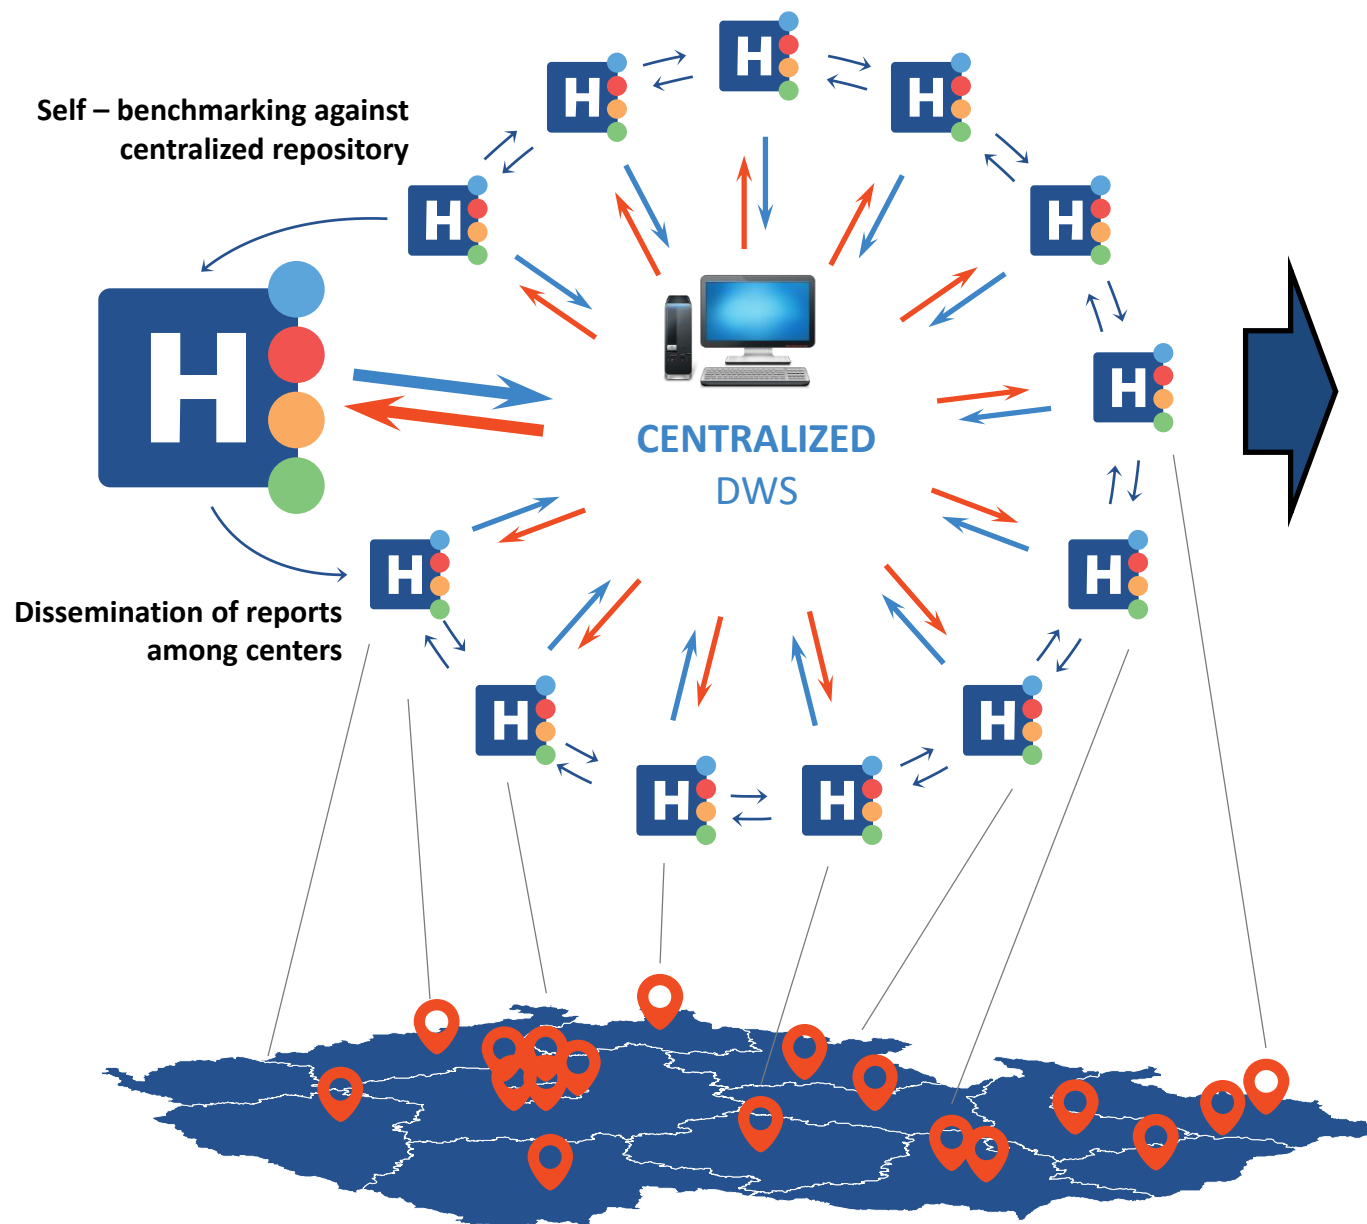 H
H
H
Self – benchmarking against
centralized repository
H
H
H
H
CENTRALIZED
DWS
H
H
Dissemination of reports
among centers
H
H
H
H